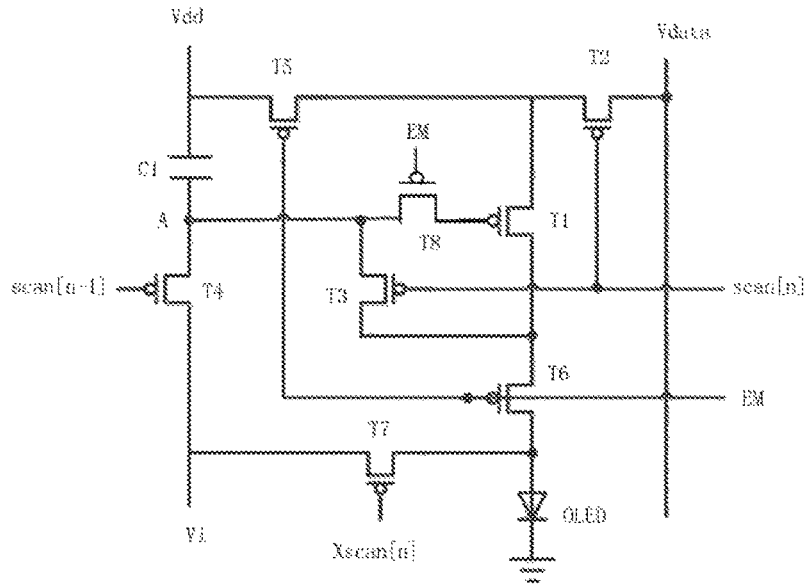 Vdd
Vdata
T5
T2
EM
C1
A
T8
T1
scan[n-1]
T4
T3
scan[n]
T6
EM
T7
Vi
Xscan[n]
OLED